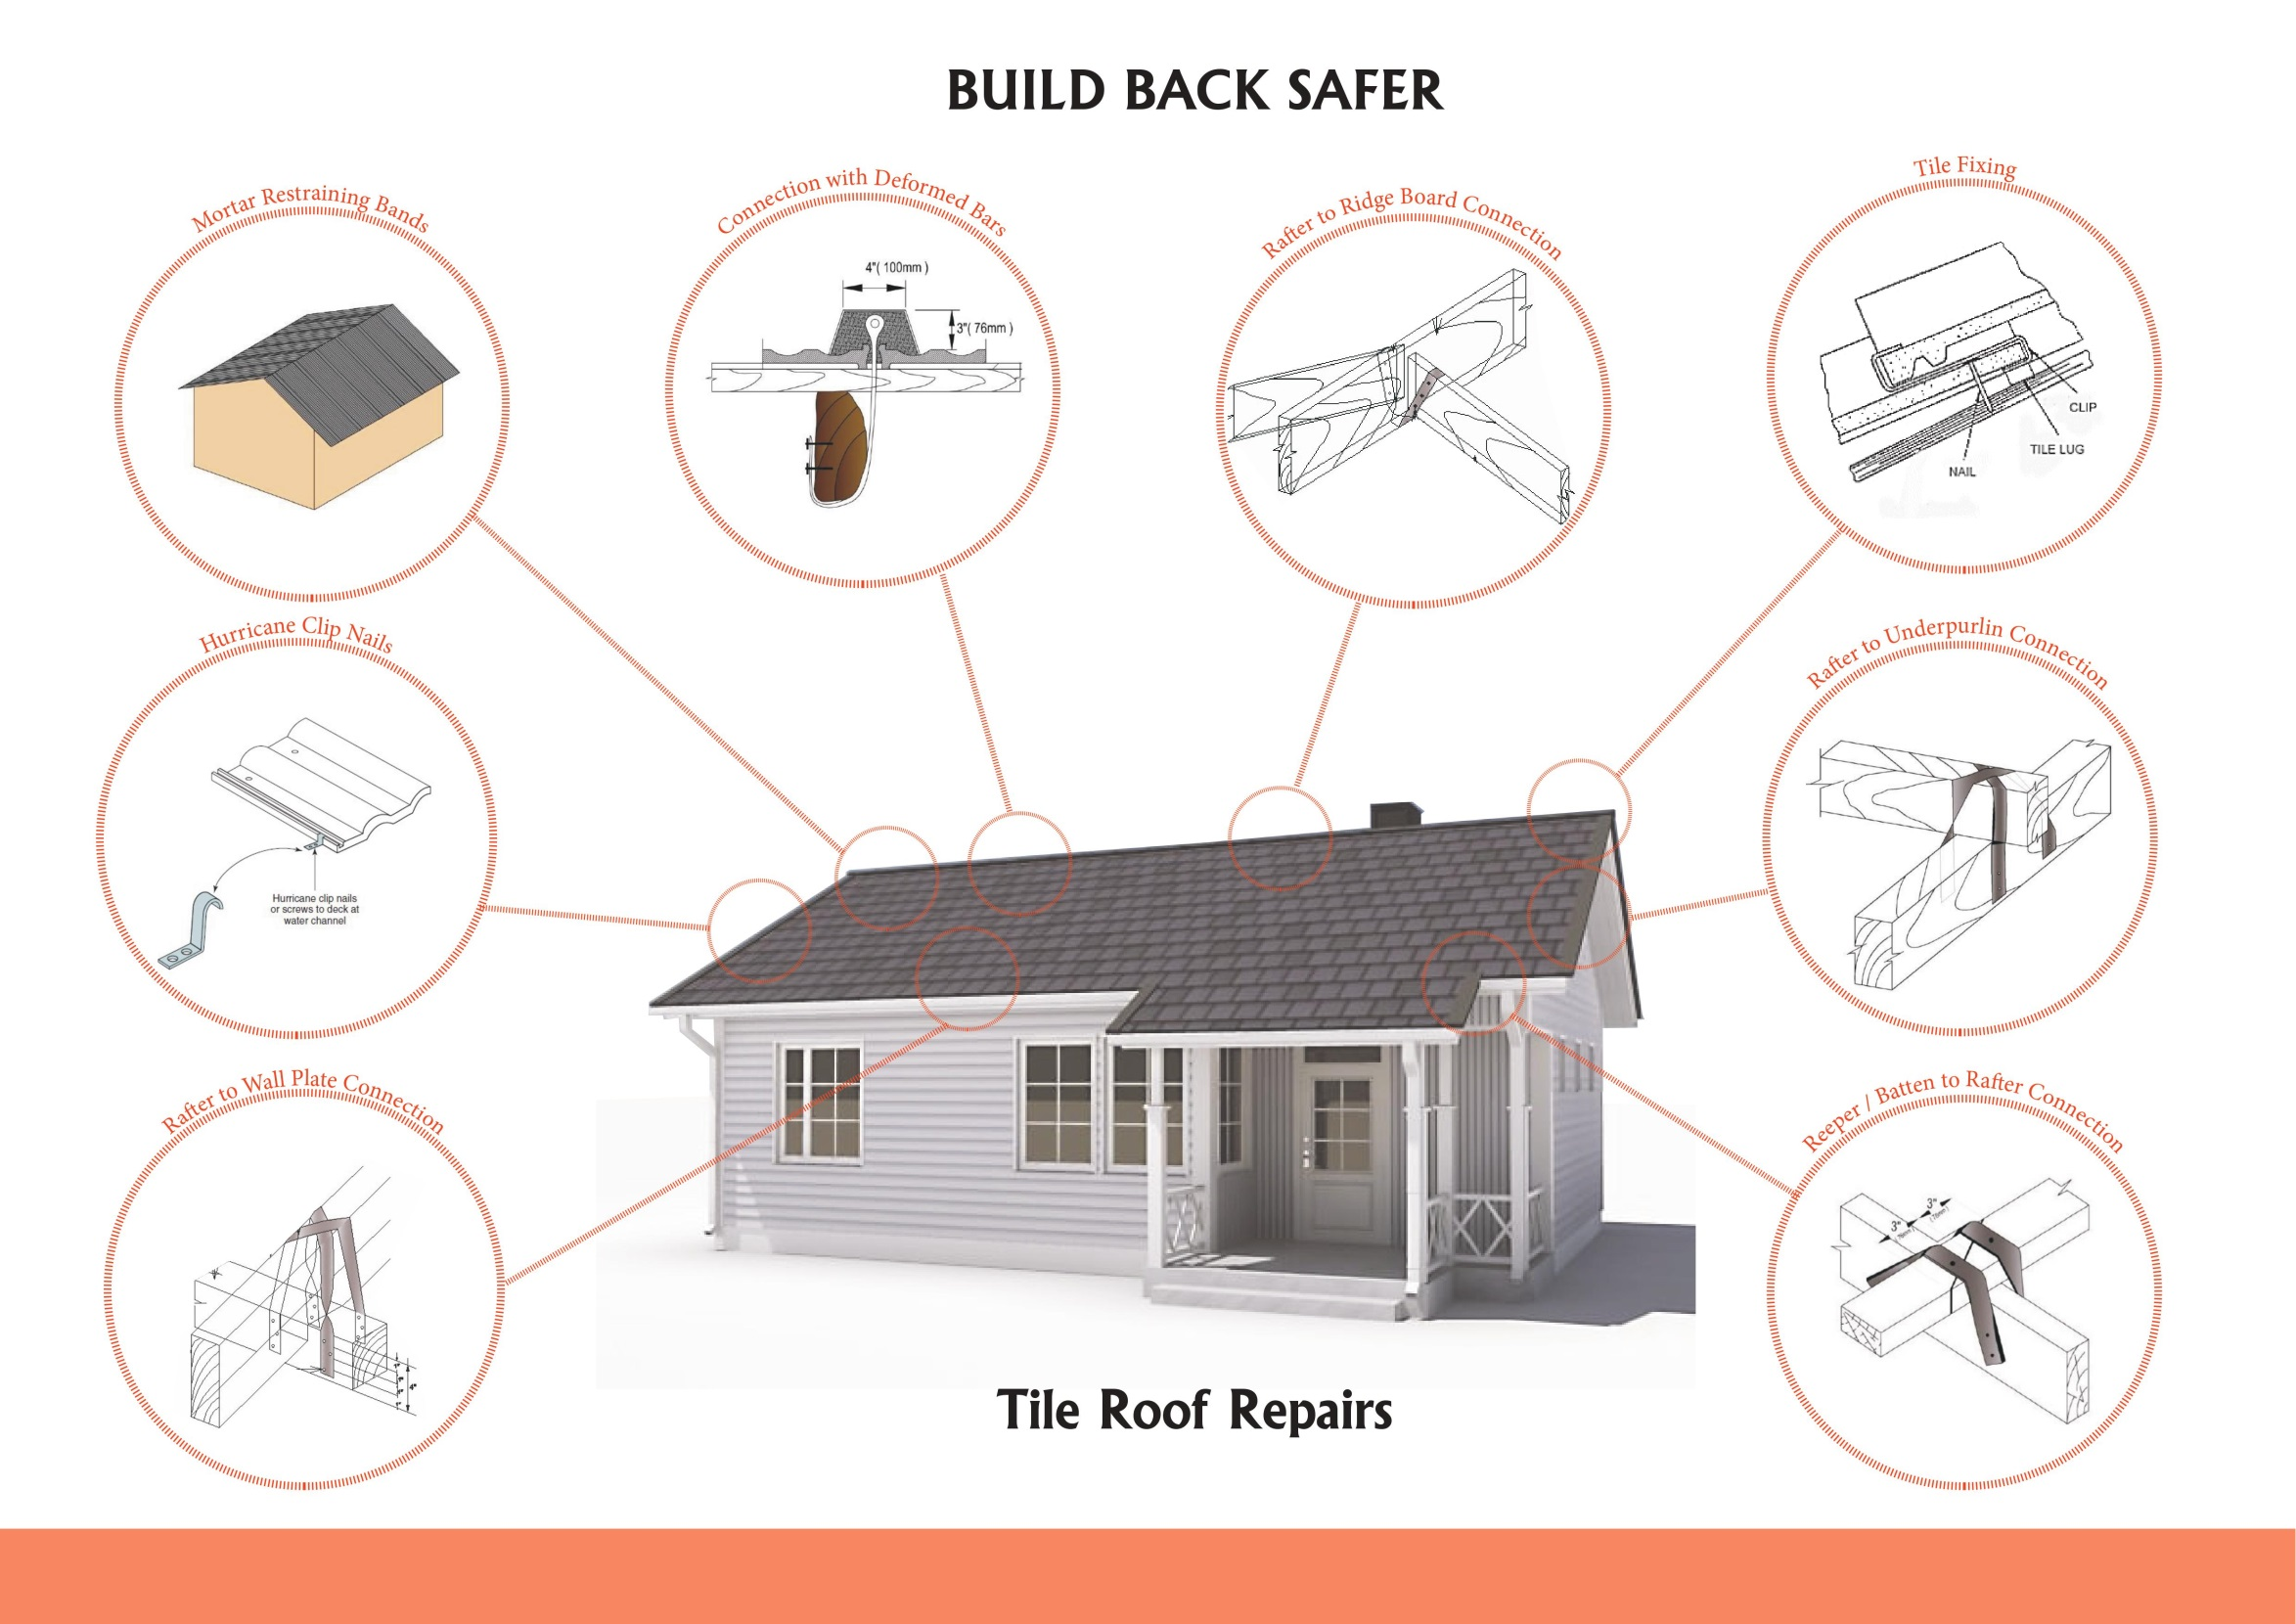 BUILD BACK SAFER
Mortar Restraining Bands
Connection with Deformed Bars
4"( 100mm )
3"( 76mm )
Rafter to Ridge Board Connection
Tile Fixing
CLIP
TILE LUG
NAIL
Hurricane Clip Nails
Hurricane clip nails
or screws to deck at
water channel
Rafter to Underpurlin Connection
Rafter to Wall Plate Connection
4"
Reeper / Batten to Rafter Connection
3"
3"
Tile Roof Repairs